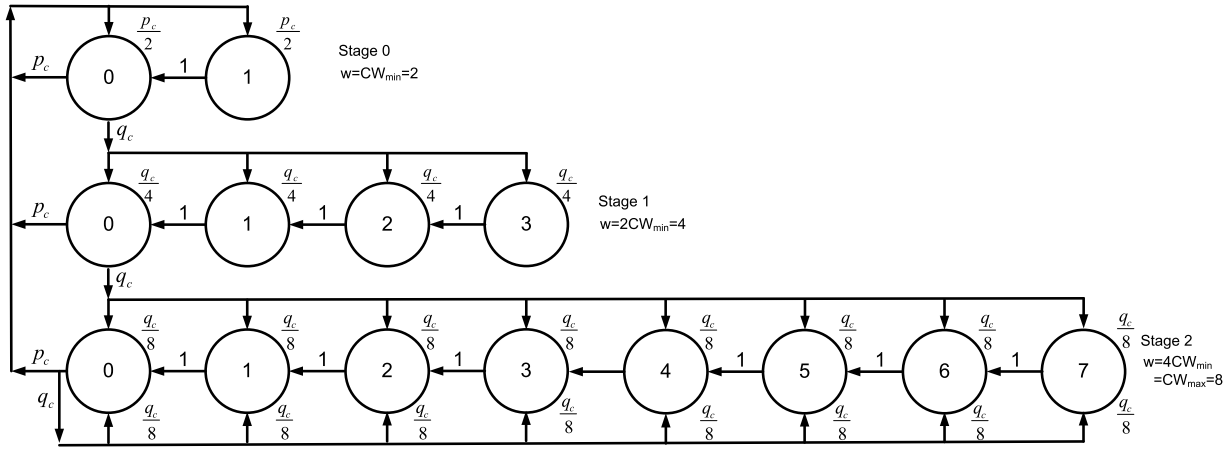 p_c/2 p_c/2
p_c 0 1 1 Stage 0
w=CW_min=2
q_c
q_c/4 q_c/4 q_c/4 q_c/4
p_c 0 1 1 1 2 1 3 Stage 1
w=2CW_min=4
q_c
q_c/8 q_c/8 q_c/8 q_c/8 q_c/8 q_c/8 q_c/8 q_c/8
p_c 0 1 1 1 2 1 3 4 1 5 1 6 1 7 Stage 2
w=4CW_min
=CW_max=8
q_c
q_c/8 q_c/8 q_c/8 q_c/8 q_c/8 q_c/8 q_c/8 q_c/8